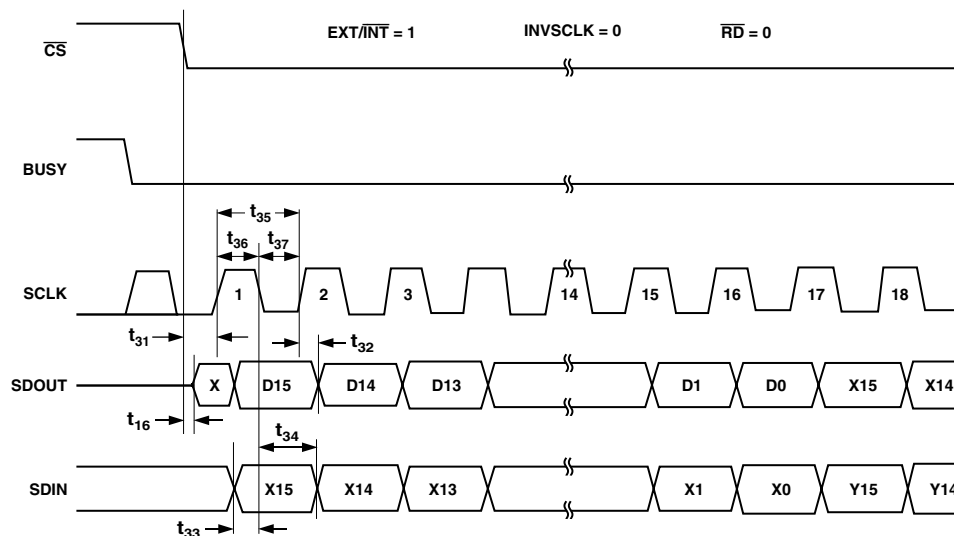 EXT/INT = 1 INVSCLK = 0 RD = 0
CS
BUSY
t35
t36 t37
SCLK 1 2 3 14 15 16 17 18
t31 t32
SDOUT X D15 D14 D13 D1 D0 X15 X14
t16 t34
SDIN X15 X14 X13 X1 X0 Y15 Y14
t33